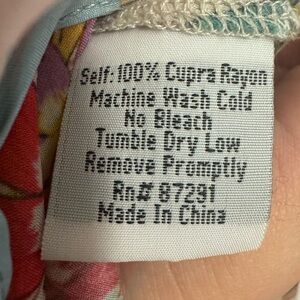 Self: 100% Cupra Rayon
Machine Wash Cold
No Bleach
Tumble Dry Low
Remove Promptly
Rn# 87291
Made In China